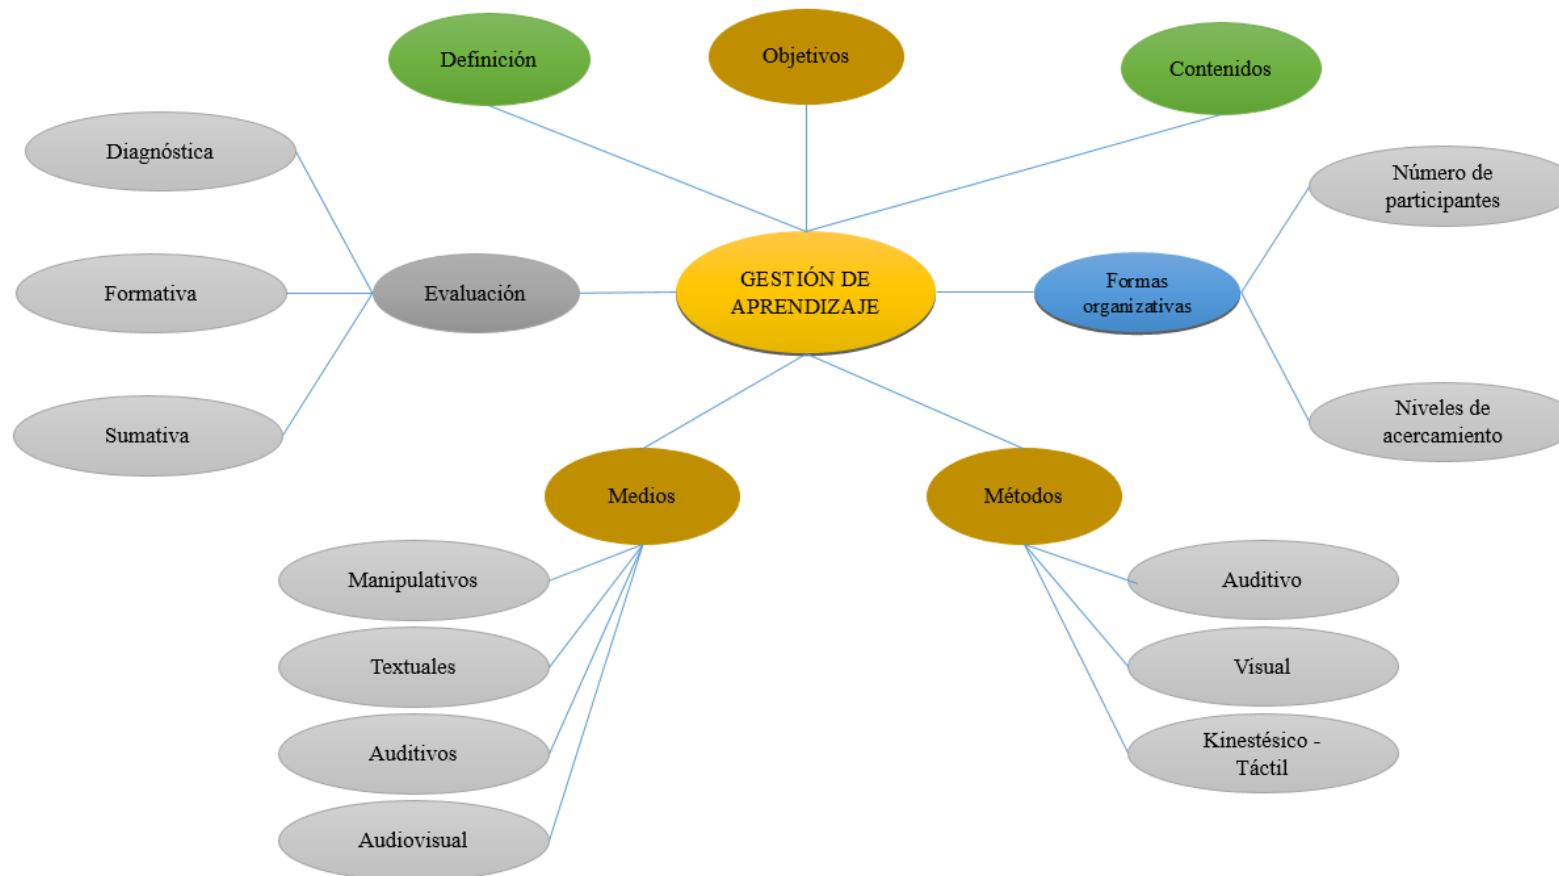 Definición
Objetivos
Contenidos
Diagnóstica
Número de
participantes
GESTIÓN DE
APRENDIZAJE
Formativa
Evaluación
Formas
organizativas
Sumativa
Niveles de
acercamiento
Medios
Métodos
Manipulativos
Auditivo
Textuales
Visual
Auditivos
Kinestésico -
Táctil
Audiovisual